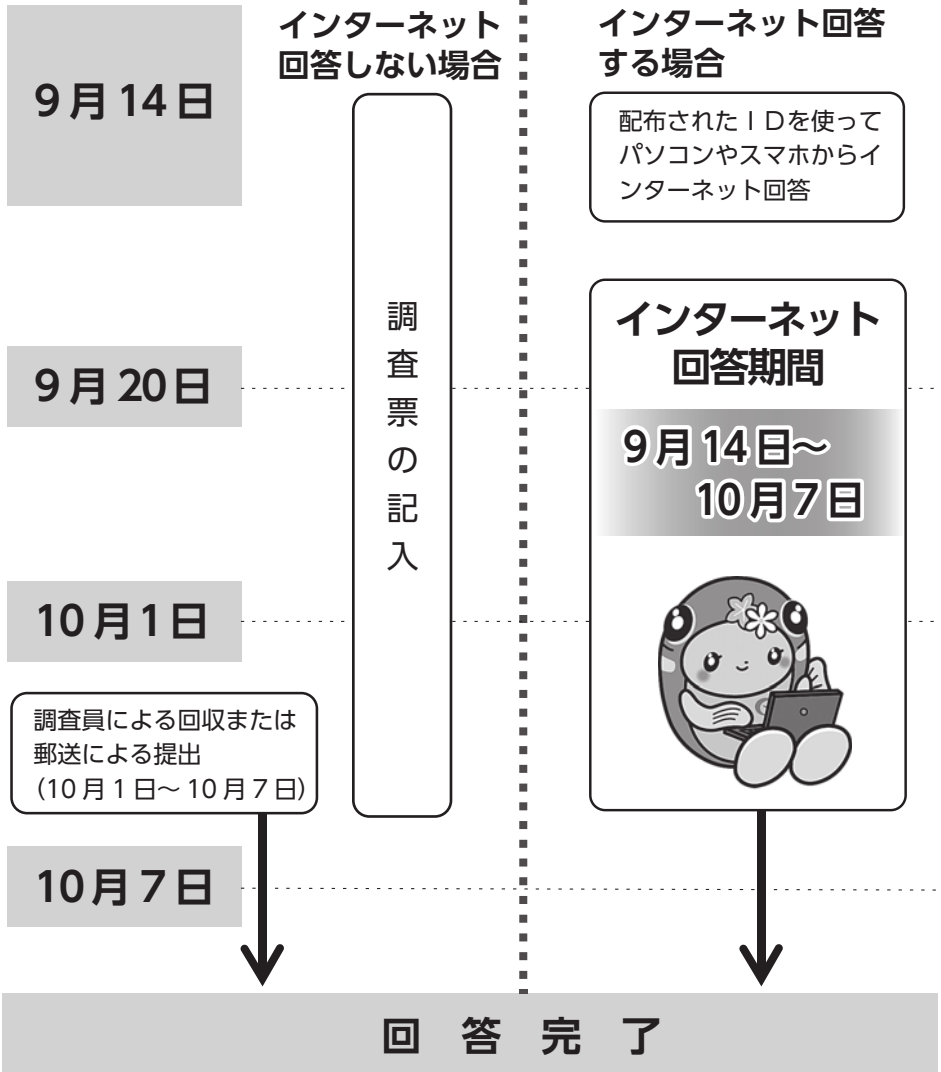 インターネット
回答しない場合
インターネット回答
する場合
9月14日
配布されたＩＤを使って
パソコンやスマホからイ
ンターネット回答
調査票の記入
インターネット
回答期間
9月14日～
10月7日
9月20日
10月1日
調査員による回収または
郵送による提出
（10月1日～10月7日）
10月7日
回答完了